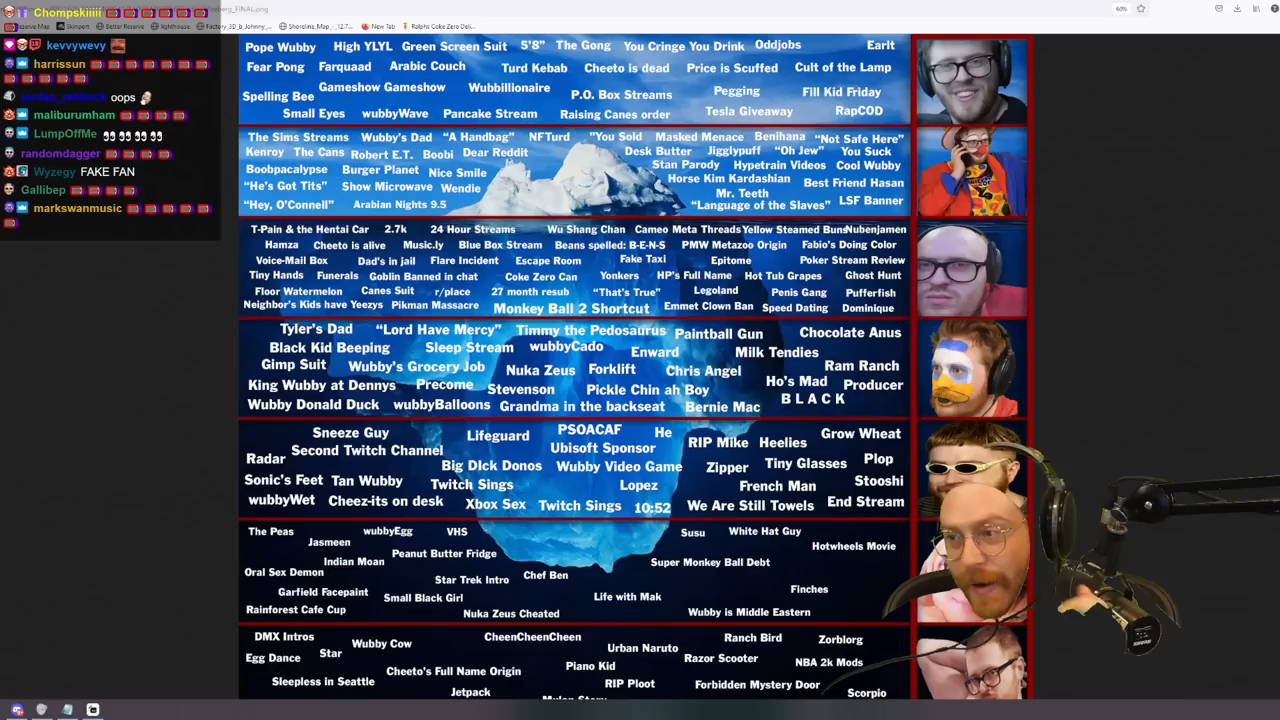 Chompskiiiii
kevvywevy
harrissun
oops
maliburumham
LumpOffMe
randomdagger
Wyzegy FAKE FAN
Gallibep
markswanmusic
berg_FINAL.png
60%
Reserve Map Skinport Better Reserve lighthouse Factory_3D_b_Johnny_... Shoreline_Map_-_12.7... New Tab Ralphs Coke Zero Deli...
Pope Wubby High YLYL Green Screen Suit 5'8" The Gong You Cringe You Drink Oddjobs Earlt
Fear Pong Farquaad Arabic Couch Turd Kebab Cheeto is dead Price is Scuffed Cult of the Lamp
Spelling Bee Gameshow Gameshow Wubbillionaire P.O. Box Streams Pegging Fill Kid Friday
Small Eyes wubbyWave Pancake Stream Raising Canes order Tesla Giveaway RapCOD
The Sims Streams Wubby's Dad "A Handbag" NFTurd "You Sold Masked Menace Benihana "Not Safe Here"
Kenroy The Cans Robert E.T. Boobi Dear Reddit Desk Butter Jigglypuff "Oh Jew" You Suck
Boobpacalypse Burger Planet Nice Smile Stan Parody Hypetrain Videos Cool Wubby
"He's Got Tits" Show Microwave Wendie Horse Kim Kardashian Best Friend Hasan
Mr. Teeth
"Hey, O'Connell" Arabian Nights 9.5 "Language of the Slaves" LSF Banner
T-Pain & the Hentai Car 2.7k 24 Hour Streams Wu Shang Chan Cameo Meta Threads Yellow Steamed Buns Nubenjamen
Hamza Cheeto is alive Music.ly Blue Box Stream Beans spelled: B-E-N-S PMW Metazoo Origin Fabio's Doing Color
Voice-Mail Box Dad's in jail Flare Incident Escape Room Fake Taxi Epitome Poker Stream Review
Tiny Hands Funerals Goblin Banned in chat Coke Zero Can Yonkers HP's Full Name Hot Tub Grapes Ghost Hunt
Floor Watermelon Canes Suit r/place 27 month resub "That's True" Legoland Penis Gang Pufferfish
Neighbor's Kids have Yeezys Pikman Massacre Monkey Ball 2 Shortcut Emmet Clown Ban Speed Dating Dominique
Tyler's Dad "Lord Have Mercy" Timmy the Pedosaurus Paintball Gun Chocolate Anus
Black Kid Beeping Sleep Stream wubbyCado Enward Milk Tendies
Gimp Suit Wubby's Grocery Job Nuka Zeus Forklift Chris Angel Ram Ranch
King Wubby at Dennys Precome Stevenson Pickle Chin ah Boy Ho's Mad Producer
Wubby Donald Duck wubbyBalloons Grandma in the backseat Bernie Mac B L A C K
Sneeze Guy Lifeguard PSOACAF He Grow Wheat
Second Twitch Channel Ubisoft Sponsor RIP Mike Heelies
Radar Big DIck Donos Wubby Video Game Zipper Tiny Glasses Plop
Sonic's Feet Tan Wubby Twitch Sings Lopez French Man Stooshi
wubbyWet Cheez-its on desk Xbox Sex Twitch Sings 10:52 We Are Still Towels End Stream
The Peas wubbyEgg VHS Susu White Hat Guy
Jasmeen Hotwheels Movie
Indian Moan Peanut Butter Fridge Super Monkey Ball Debt
Oral Sex Demon Star Trek Intro Chef Ben
Garfield Facepaint Small Black Girl Life with Mak Finches
Rainforest Cafe Cup Nuka Zeus Cheated Wubby is Middle Eastern
DMX Intros Wubby Cow CheenCheenCheen Urban Naruto Ranch Bird Zorblorg
Egg Dance Star Piano Kid Razor Scooter NBA 2k Mods
Sleepless in Seattle Cheeto's Full Name Origin RIP Ploot Forbidden Mystery Door
Jetpack Scorpio